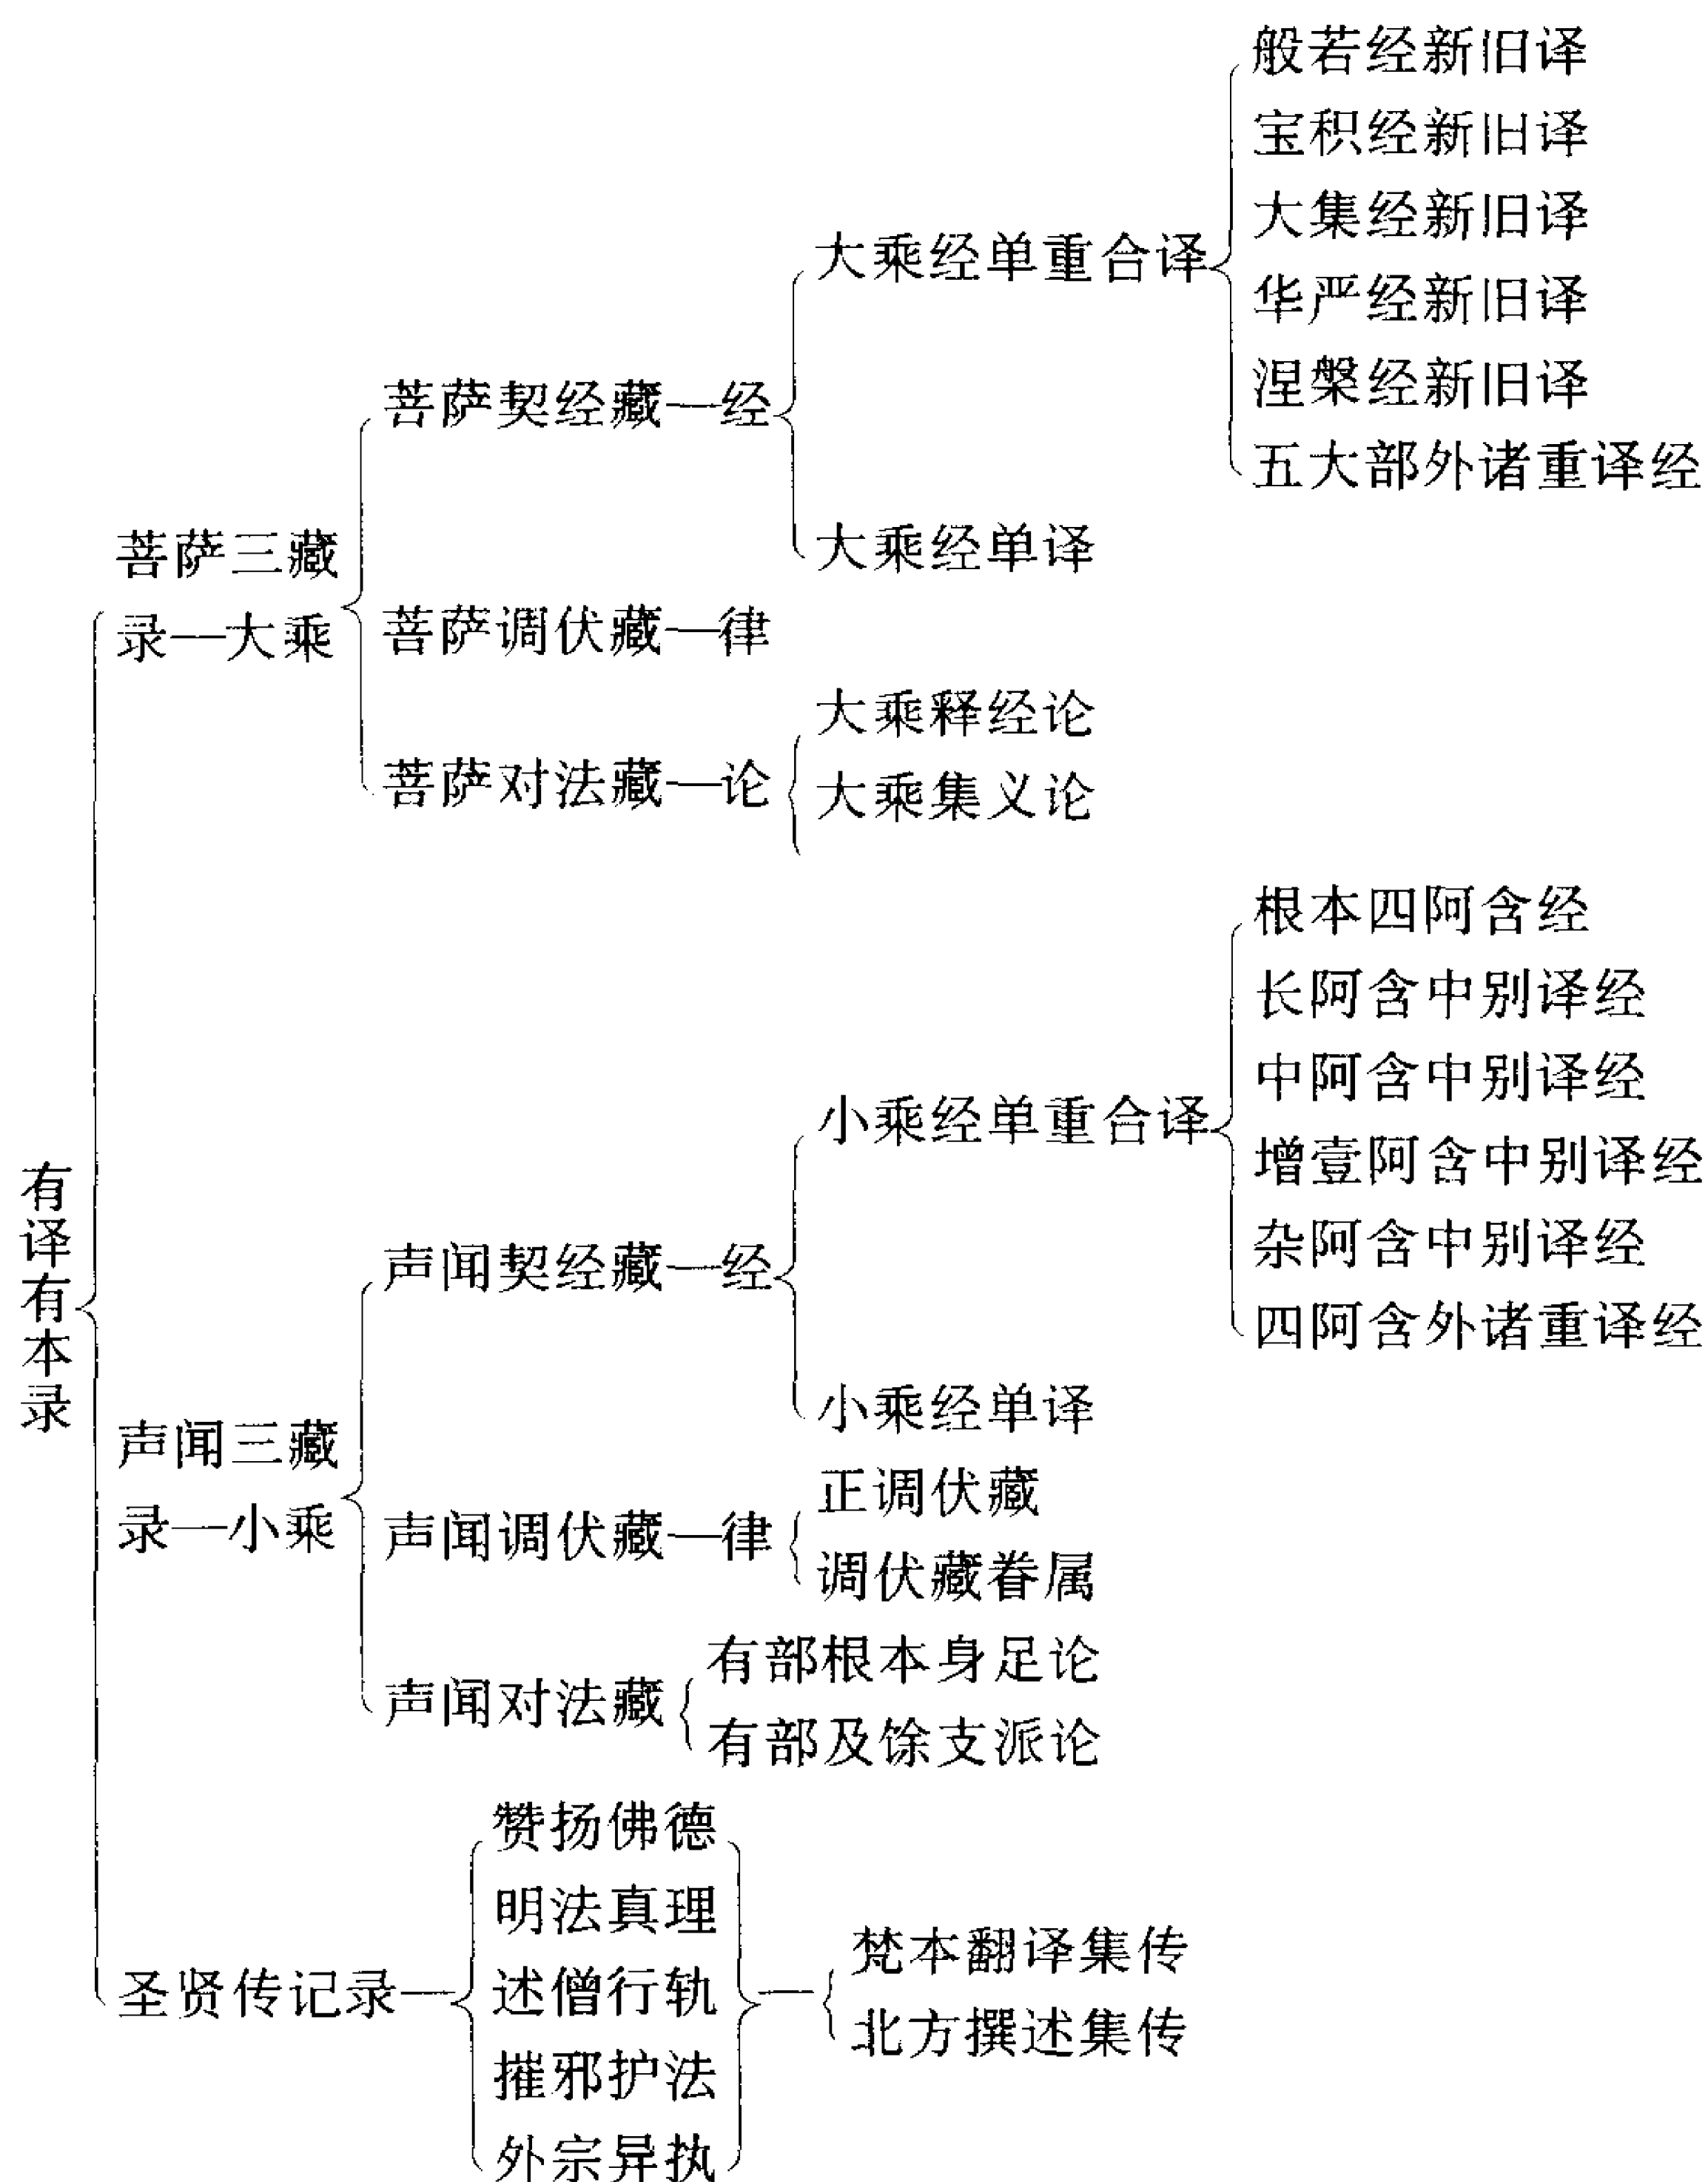 有译有本录
菩萨三藏
录—大乘
菩萨契经藏—经
大乘经单重合译
般若经新旧译
宝积经新旧译
大集经新旧译
华严经新旧译
涅槃经新旧译
五大部外诸重译经
大乘经单译
菩萨调伏藏—律
菩萨对法藏—论
大乘释经论
大乘集义论
声闻三藏
录—小乘
声闻契经藏—经
小乘经单重合译
根本四阿含经
长阿含中别译经
中阿含中别译经
增壹阿含中别译经
杂阿含中别译经
四阿含外诸重译经
小乘经单译
声闻调伏藏—律
正调伏藏
调伏藏眷属
声闻对法藏
有部根本身足论
有部及馀支派论
圣贤传记录—
赞扬佛德
明法真理
述僧行轨
摧邪护法
外宗异执
—
梵本翻译集传
北方撰述集传